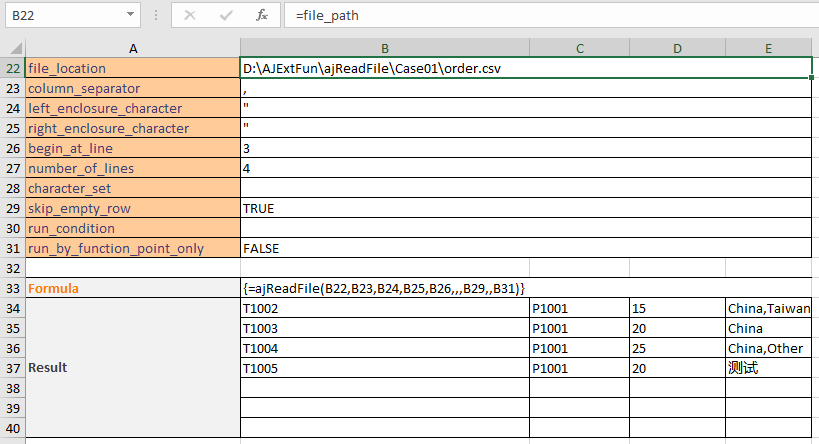 B22 fx =file_path
A B C D E
22 file_location D:\AJExtFun\ajReadFile\Case01\order.csv
23 column_separator ,
24 left_enclosure_character "
25 right_enclosure_character "
26 begin_at_line 3
27 number_of_lines 4
28 character_set
29 skip_empty_row TRUE
30 run_condition
31 run_by_function_point_only FALSE
32
33 Formula {=ajReadFile(B22,B23,B24,B25,B26,,,B29,,B31)}
34 T1002 P1001 15 China,Taiwan
35 T1003 P1001 20 China
36 T1004 P1001 25 China,Other
37 Result T1005 P1001 20 测试
38
39
40